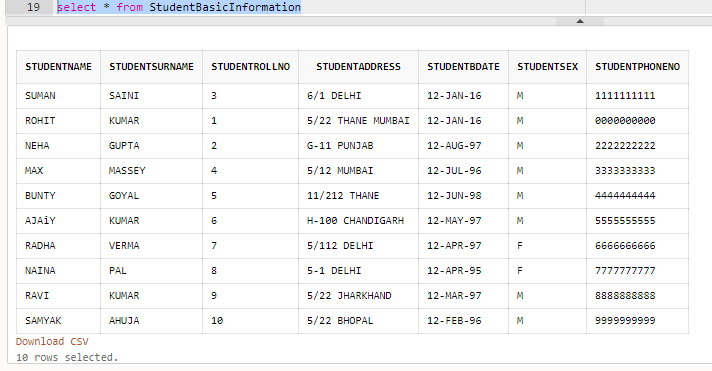 19 select * from StudentBasicInformation
STUDENTNAME STUDENTSURNAME STUDENTROLLNO STUDENTADDRESS STUDENTBDATE STUDENTSEX STUDENTPHONENO
SUMAN SAINI 3 6/1 DELHI 12-JAN-16 M 1111111111
ROHIT KUMAR 1 5/22 THANE MUMBAI 12-JAN-16 M 0000000000
NEHA GUPTA 2 G-11 PUNJAB 12-AUG-97 M 2222222222
MAX MASSEY 4 5/12 MUMBAI 12-JUL-96 M 3333333333
BUNTY GOYAL 5 11/212 THANE 12-JUN-98 M 4444444444
AJAiY KUMAR 6 H-100 CHANDIGARH 12-MAY-97 M 5555555555
RADHA VERMA 7 5/112 DELHI 12-APR-97 F 6666666666
NAINA PAL 8 5-1 DELHI 12-APR-95 F 7777777777
RAVI KUMAR 9 5/22 JHARKHAND 12-MAR-97 M 8888888888
SAMYAK AHUJA 10 5/22 BHOPAL 12-FEB-96 M 9999999999
Download CSV
10 rows selected.